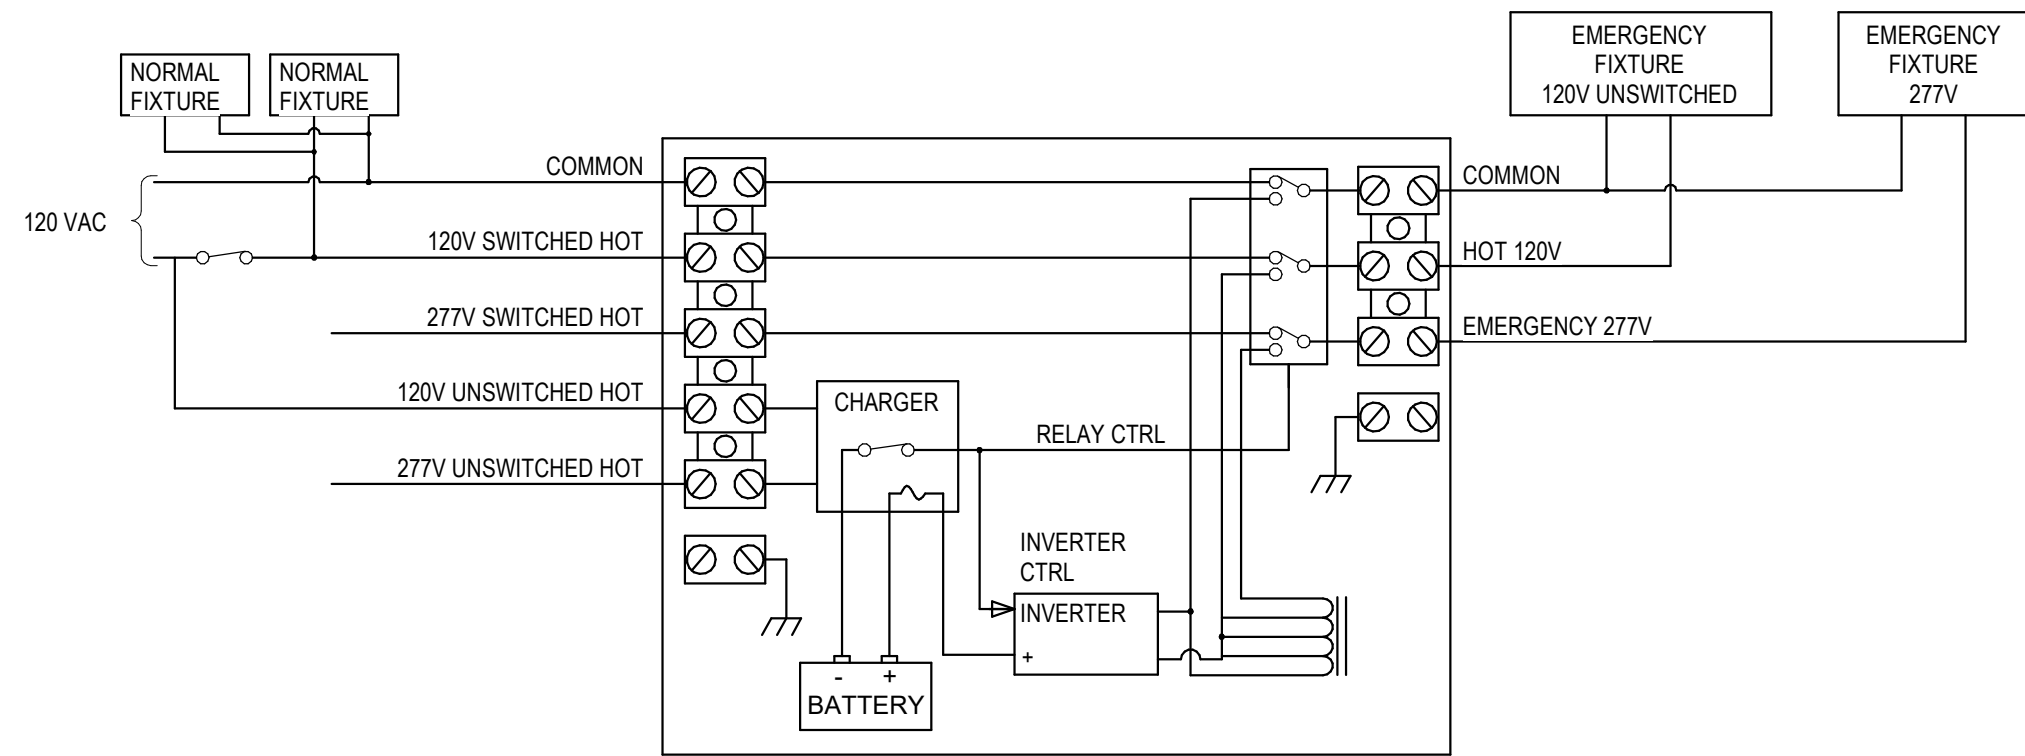 EMERGENCY
FIXTURE
120V UNSWITCHED
EMERGENCY
FIXTURE
277V
NORMAL
FIXTURE
NORMAL
FIXTURE
120 VAC
COMMON
120V SWITCHED HOT
277V SWITCHED HOT
120V UNSWITCHED HOT
277V UNSWITCHED HOT
CHARGER
RELAY CTRL
INVERTER
CTRL
INVERTER
+
- +
BATTERY
COMMON
HOT 120V
EMERGENCY 277V